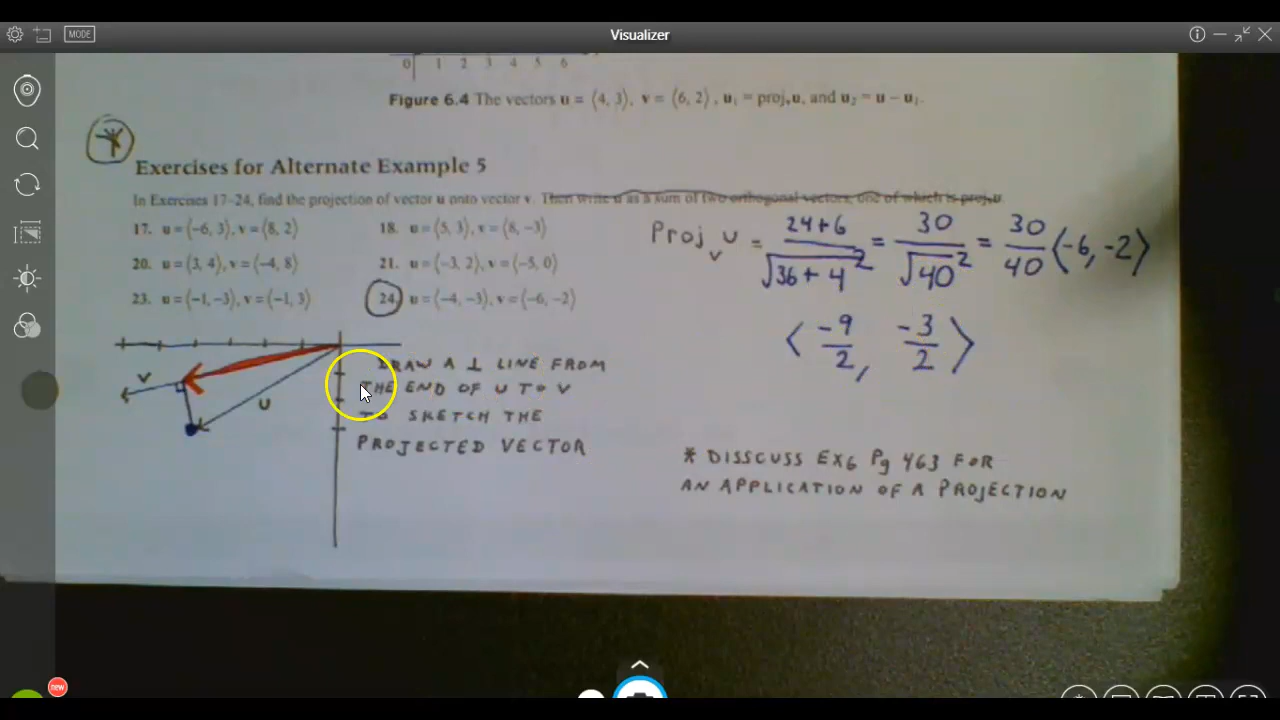 MODE
Visualizer
0 1 2 3 4 5 6
Figure 6.4 The vectors u = ⟨4, 3⟩, v = ⟨6, 2⟩, u₁ = projᵥu, and u₂ = u − u₁.
Exercises for Alternate Example 5
In Exercises 17–24, find the projection of vector u onto vector v. Then write u as a sum of two orthogonal vectors, one of which is projᵥu.
17. u = ⟨−6, 3⟩, v = ⟨8, 2⟩ 18. u = ⟨5, 3⟩, v = ⟨8, −3⟩
20. u = ⟨3, 4⟩, v = ⟨−4, 8⟩ 21. u = ⟨−3, 2⟩, v = ⟨−5, 0⟩
23. u = ⟨−1, −3⟩, v = ⟨−1, 3⟩ 24. u = ⟨−4, −3⟩, v = ⟨−6, −2⟩
Projᵥ u = 24+6 / √36+4² = 30 / √40² = 30/40 ⟨-6, -2⟩
⟨-9/2, -3/2⟩
V
U
DRAW A ⊥ LINE FROM
THE END OF U TO V
TO SKETCH THE
PROJECTED VECTOR
* DISSCUSS EX6 Pg 463 FOR
AN APPLICATION OF A PROJECTION
new